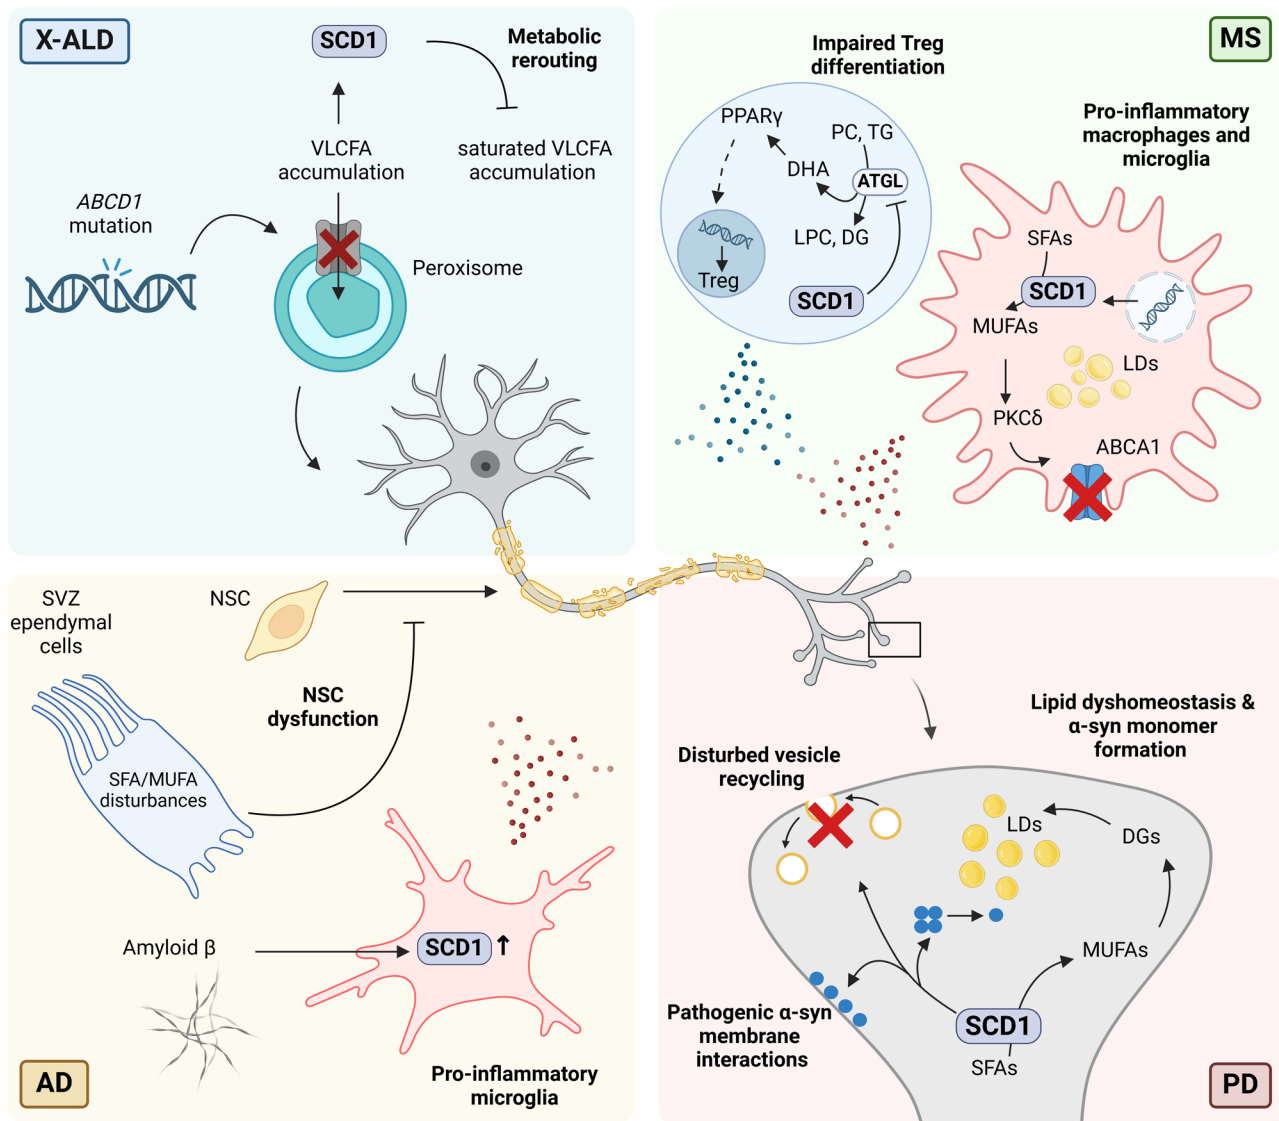 X-ALD
SCD1
Metabolic
rerouting
VLCFA
accumulation
saturated VLCFA
accumulation
ABCD1
mutation
Peroxisome
MS
Impaired Treg
differentiation
PPARγ
PC, TG
DHA
ATGL
LPC, DG
Treg
SCD1
Pro-inflammatory
macrophages and
microglia
SFAs
SCD1
MUFAs
LDs
PKCδ
ABCA1
SVZ
ependymal
cells
NSC
NSC
dysfunction
SFA/MUFA
disturbances
Amyloid β
SCD1
AD
Pro-inflammatory
microglia
Lipid dyshomeostasis &
α-syn monomer
formation
Disturbed vesicle
recycling
LDs
DGs
MUFAs
Pathogenic α-syn
membrane
interactions
SCD1
SFAs
PD